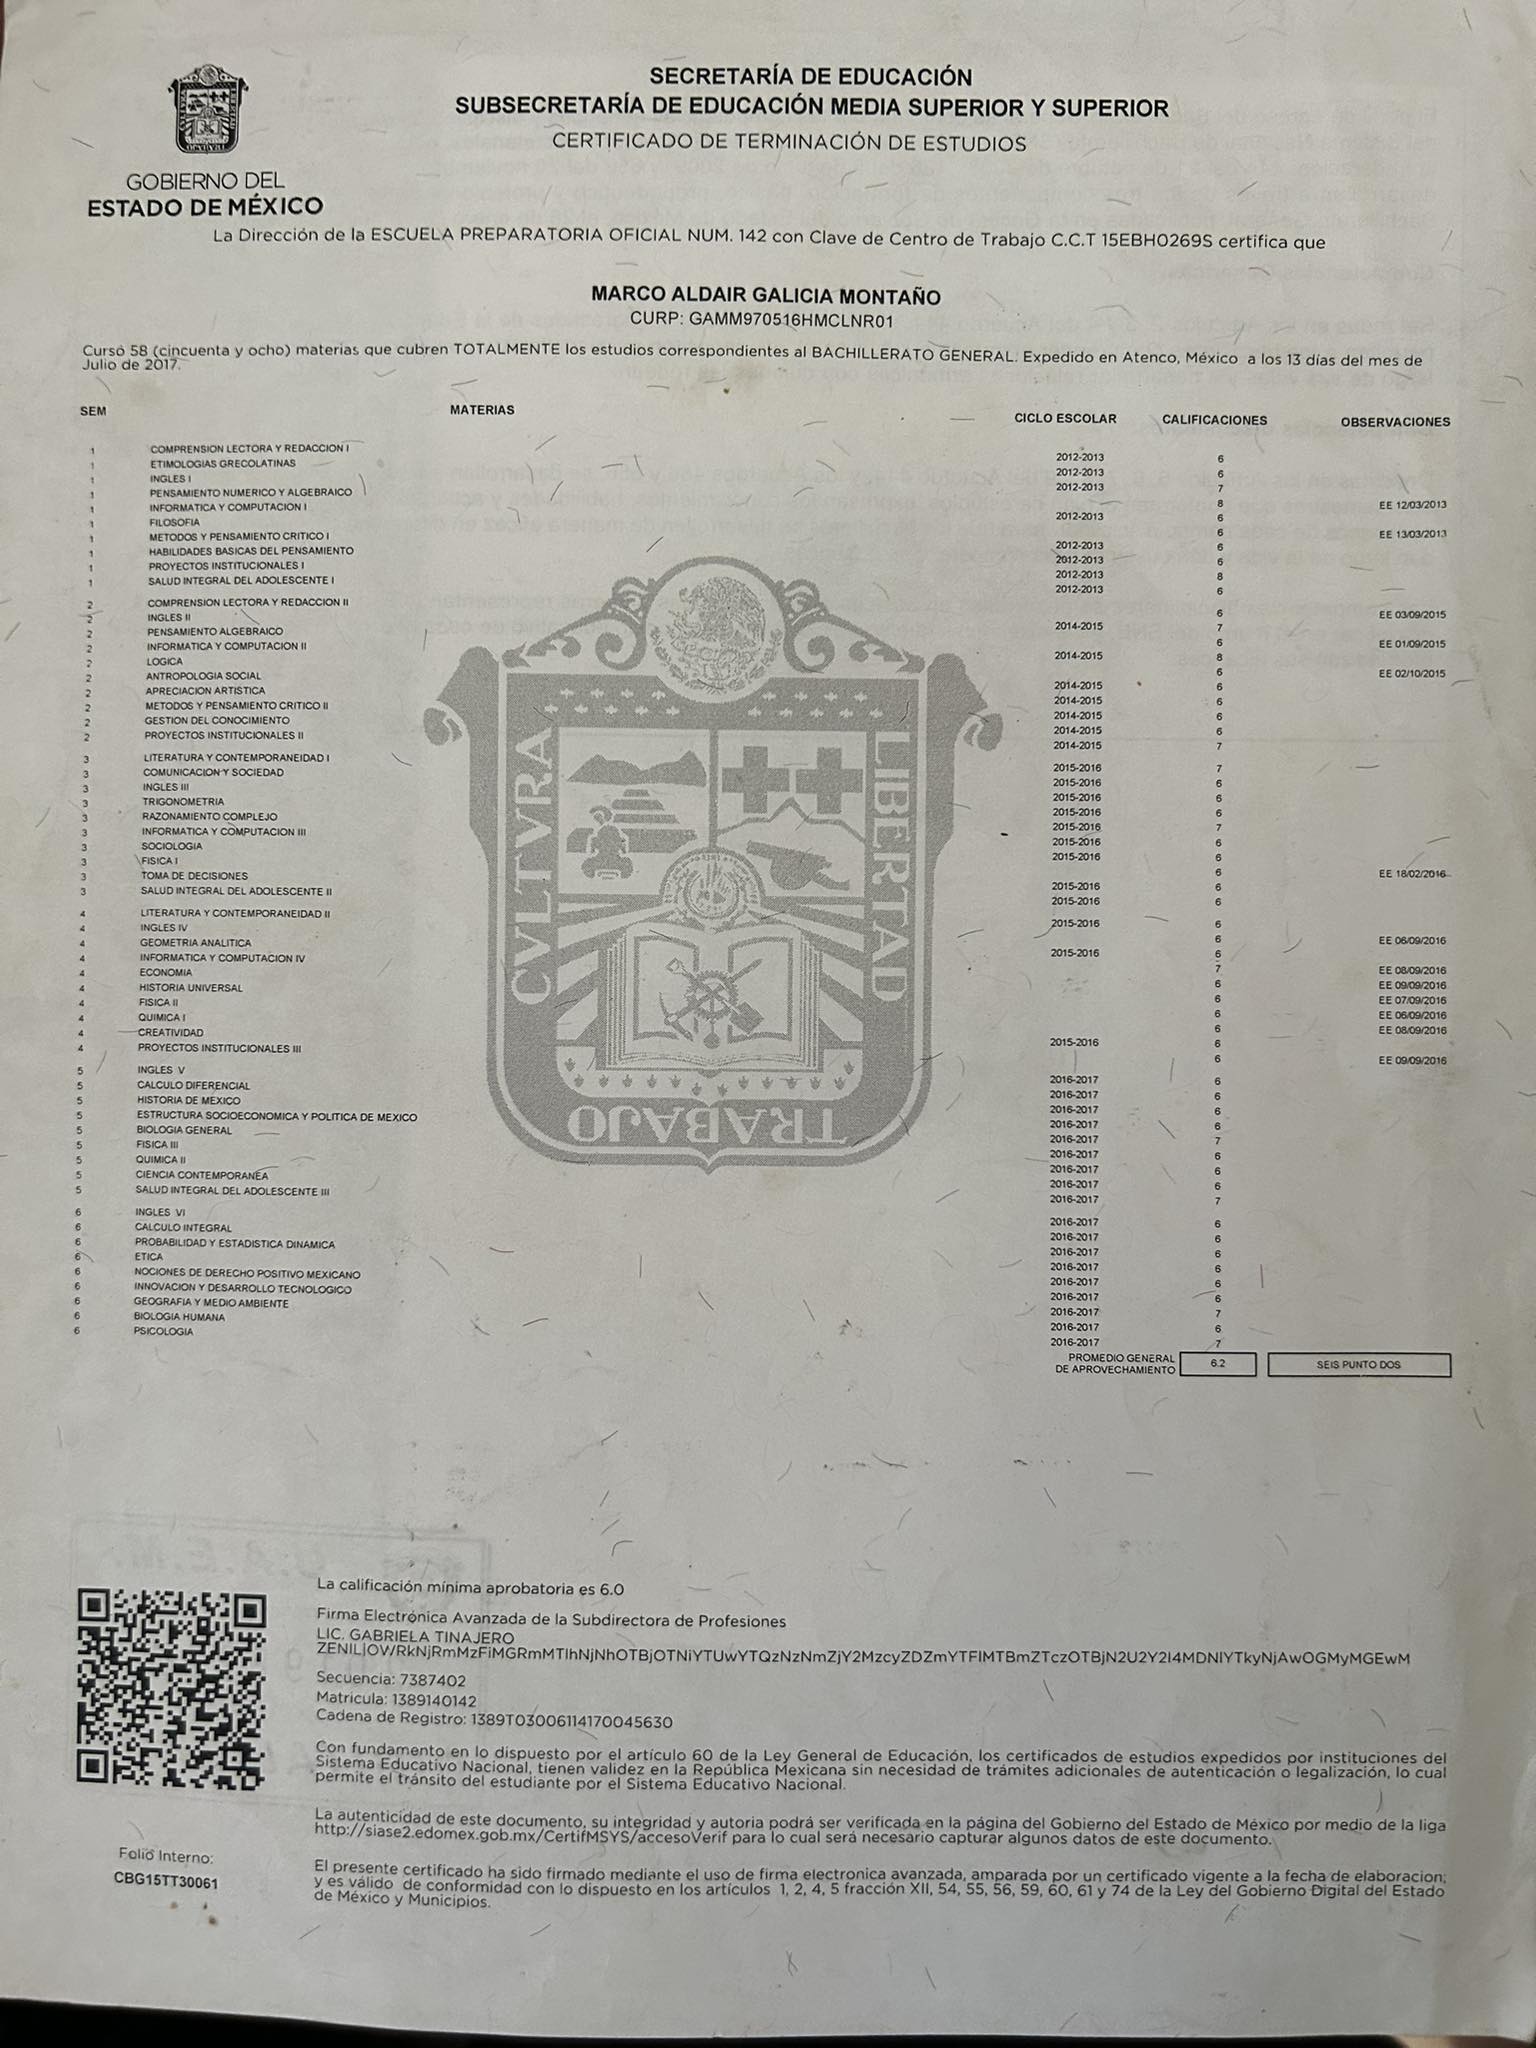 SECRETARÍA DE EDUCACIÓN
SUBSECRETARÍA DE EDUCACIÓN MEDIA SUPERIOR Y SUPERIOR
CERTIFICADO DE TERMINACIÓN DE ESTUDIOS
GOBIERNO DEL
ESTADO DE MÉXICO
La Dirección de la ESCUELA PREPARATORIA OFICIAL NUM. 142 con Clave de Centro de Trabajo C.C.T 15EBH0269S certifica que
MARCO ALDAIR GALICIA MONTAÑO
CURP: GAMM970516HMCLNR01
Curso 58 (cincuenta y ocho) materias que cubren TOTALMENTE los estudios correspondientes al BACHILLERATO GENERAL. Expedido en Atenco, México a los 13 días del mes de
Julio de 2017.
SEM MATERIAS CICLO ESCOLAR CALIFICACIONES OBSERVACIONES
1 COMPRENSION LECTORA Y REDACCION I 2012-2013 6
1 ETIMOLOGIAS GRECOLATINAS 2012-2013 6
1 INGLES I 2012-2013 7
1 PENSAMIENTO NUMERICO Y ALGEBRAICO 8 EE 12/03/2013
1 INFORMATICA Y COMPUTACION I 2012-2013 6
1 FILOSOFIA 6 EE 13/03/2013
1 METODOS Y PENSAMIENTO CRITICO I 2012-2013 6
1 HABILIDADES BASICAS DEL PENSAMIENTO 2012-2013 6
1 PROYECTOS INSTITUCIONALES I 2012-2013 8
1 SALUD INTEGRAL DEL ADOLESCENTE I 2012-2013 6
2 COMPRENSION LECTORA Y REDACCION II 6 EE 03/09/2015
2 INGLES II 2014-2015 7
2 PENSAMIENTO ALGEBRAICO 6 EE 01/09/2015
2 INFORMATICA Y COMPUTACION II 2014-2015 8
2 LOGICA 6 EE 02/10/2015
2 ANTROPOLOGIA SOCIAL 2014-2015 6
2 APRECIACION ARTISTICA 2014-2015 6
2 METODOS Y PENSAMIENTO CRITICO II 2014-2015 6
2 GESTION DEL CONOCIMIENTO 2014-2015 6
2 PROYECTOS INSTITUCIONALES II 2014-2015 7
3 LITERATURA Y CONTEMPORANEIDAD I 2015-2016 7
3 COMUNICACION Y SOCIEDAD 2015-2016 6
3 INGLES III 2015-2016 6
3 TRIGONOMETRIA 2015-2016 6
3 RAZONAMIENTO COMPLEJO 2015-2016 7
3 INFORMATICA Y COMPUTACION III 2015-2016 6
3 SOCIOLOGIA 2015-2016 6
3 FISICA I 6 EE 18/02/2016
3 TOMA DE DECISIONES 2015-2016 6
3 SALUD INTEGRAL DEL ADOLESCENTE II 2015-2016 6
4 LITERATURA Y CONTEMPORANEIDAD II 2015-2016 6
4 INGLES IV 6 EE 06/09/2016
4 GEOMETRIA ANALITICA 2015-2016 6
4 INFORMATICA Y COMPUTACION IV 7 EE 08/09/2016
4 ECONOMIA 6 EE 09/09/2016
4 HISTORIA UNIVERSAL 6 EE 07/09/2016
4 FISICA II 6 EE 06/09/2016
4 QUIMICA I 6 EE 08/09/2016
4 CREATIVIDAD 2015-2016 6
4 PROYECTOS INSTITUCIONALES III 6 EE 09/09/2016
5 INGLES V 2016-2017 6
5 CALCULO DIFERENCIAL 2016-2017 6
5 HISTORIA DE MEXICO 2016-2017 6
5 ESTRUCTURA SOCIOECONOMICA Y POLITICA DE MEXICO 2016-2017 6
5 BIOLOGIA GENERAL 2016-2017 7
5 FISICA III 2016-2017 6
5 QUIMICA II 2016-2017 6
5 CIENCIA CONTEMPORANEA 2016-2017 6
5 SALUD INTEGRAL DEL ADOLESCENTE III 2016-2017 7
6 INGLES VI 2016-2017 6
6 CALCULO INTEGRAL 2016-2017 6
6 PROBABILIDAD Y ESTADISTICA DINAMICA 2016-2017 6
6 ETICA 2016-2017 6
6 NOCIONES DE DERECHO POSITIVO MEXICANO 2016-2017 6
6 INNOVACION Y DESARROLLO TECNOLOGICO 2016-2017 6
6 GEOGRAFIA Y MEDIO AMBIENTE 2016-2017 7
6 BIOLOGIA HUMANA 2016-2017 6
6 PSICOLOGIA 2016-2017 7
PROMEDIO GENERAL
DE APROVECHAMIENTO 6.2 SEIS PUNTO DOS
CVLTVRA
LIBERTAD
TRABAJO
La calificación mínima aprobatoria es 6.0
Firma Electrónica Avanzada de la Subdirectora de Profesiones
LIC. GABRIELA TINAJERO
ZENIL|OWRkNjRmMzFiMGRmMTlhNjNhOTBjOTNiYTUwYTQzNzNmZjY2MzcyZDZmYTFlMTBmZTczOTBjN2U2Y2I4MDNlYTkyNjAwOGMyMGEwM
Secuencia: 7387402
Matricula: 1389140142
Cadena de Registro: 1389T03006114170045630
Con fundamento en lo dispuesto por el artículo 60 de la Ley General de Educación, los certificados de estudios expedidos por instituciones del
Sistema Educativo Nacional, tienen validez en la República Mexicana sin necesidad de trámites adicionales de autenticación o legalización, lo cual
permite el tránsito del estudiante por el Sistema Educativo Nacional.
La autenticidad de este documento, su integridad y autoria podrá ser verificada en la página del Gobierno del Estado de México por medio de la liga
http://siase2.edomex.gob.mx/CertifMSYS/accesoVerif para lo cual será necesario capturar algunos datos de este documento.
Folio Interno:
CBG15TT30061
El presente certificado ha sido firmado mediante el uso de firma electronica avanzada, amparada por un certificado vigente a la fecha de elaboracion;
y es válido de conformidad con lo dispuesto en los artículos 1, 2, 4, 5 fracción XII, 54, 55, 56, 59, 60, 61 y 74 de la Ley del Gobierno Digital del Estado
de México y Municipios.